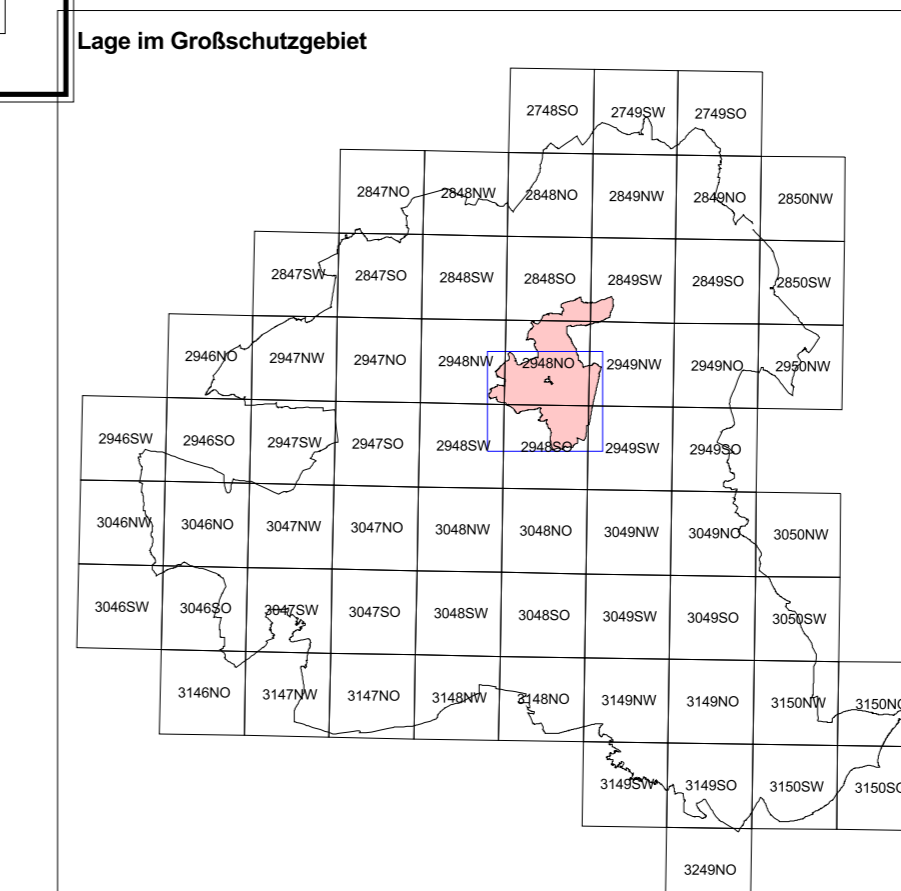 Lage im Großschutzgebiet
2748SO 2749SW 2749SO
2847NO 2848NW 2848NO 2849NW 2849NO 2850NW
2847SW 2847SO 2848SW 2848SO 2849SW 2849SO 2850SW
2946NO 2947NW 2947NO 2948NW 2948NO 2949NW 2949NO 2950NW
2946SW 2946SO 2947SW 2947SO 2948SW 2948SO 2949SW 2949SO
3046NW 3046NO 3047NW 3047NO 3048NW 3048NO 3049NW 3049NO 3050NW
3046SW 3046SO 3047SW 3047SO 3048SW 3048SO 3049SW 3049SO 3050SW
3146NO 3147NW 3147NO 3148NW 3148NO 3149NW 3149NO 3150NW 3150NO
3149SW 3149SO 3150SW 3150SO
3249NO